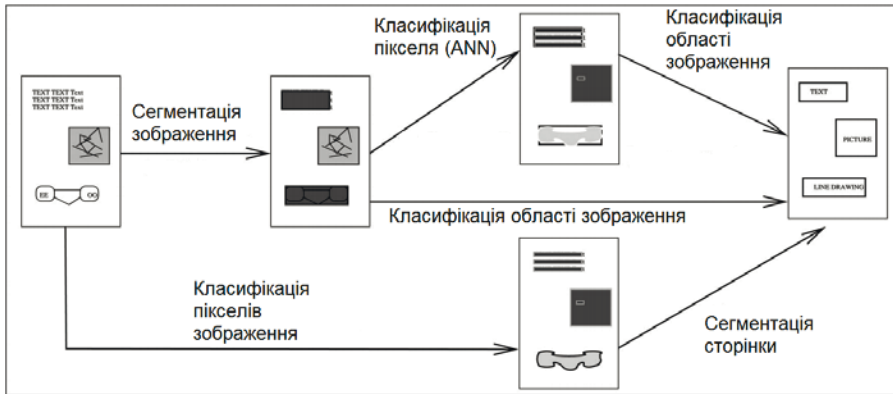 TEXT TEXT Text
TEXT TEXT Text
TEXT TEXT Text
EE
OO
Сегментація
зображення
Класифікація
пікселя (ANN)
Класифікація
області
зображення
TEXT
PICTURE
LINE DRAWING
Класифікація області зображення
Класифікація
пікселів
зображення
Сегментація
сторінки